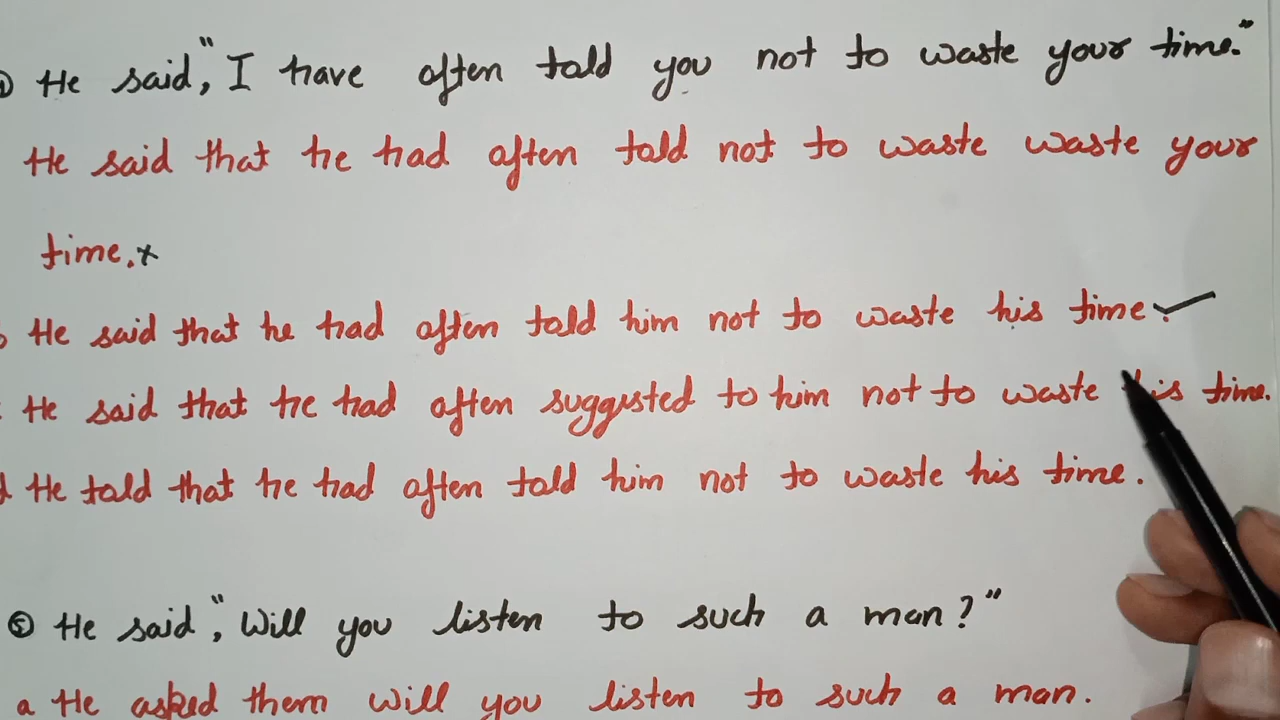 He said", I have often told you not to waste your time."
He said that he had often told not to waste waste your
time. x
b He said that he had often told him not to waste his time. ✓
He said that he had often suggested to him not to waste his time.
d He told that he had often told him not to waste his time.
⑤ He said ", Will you listen to such a man?"
a He asked them will you listen to such a man.